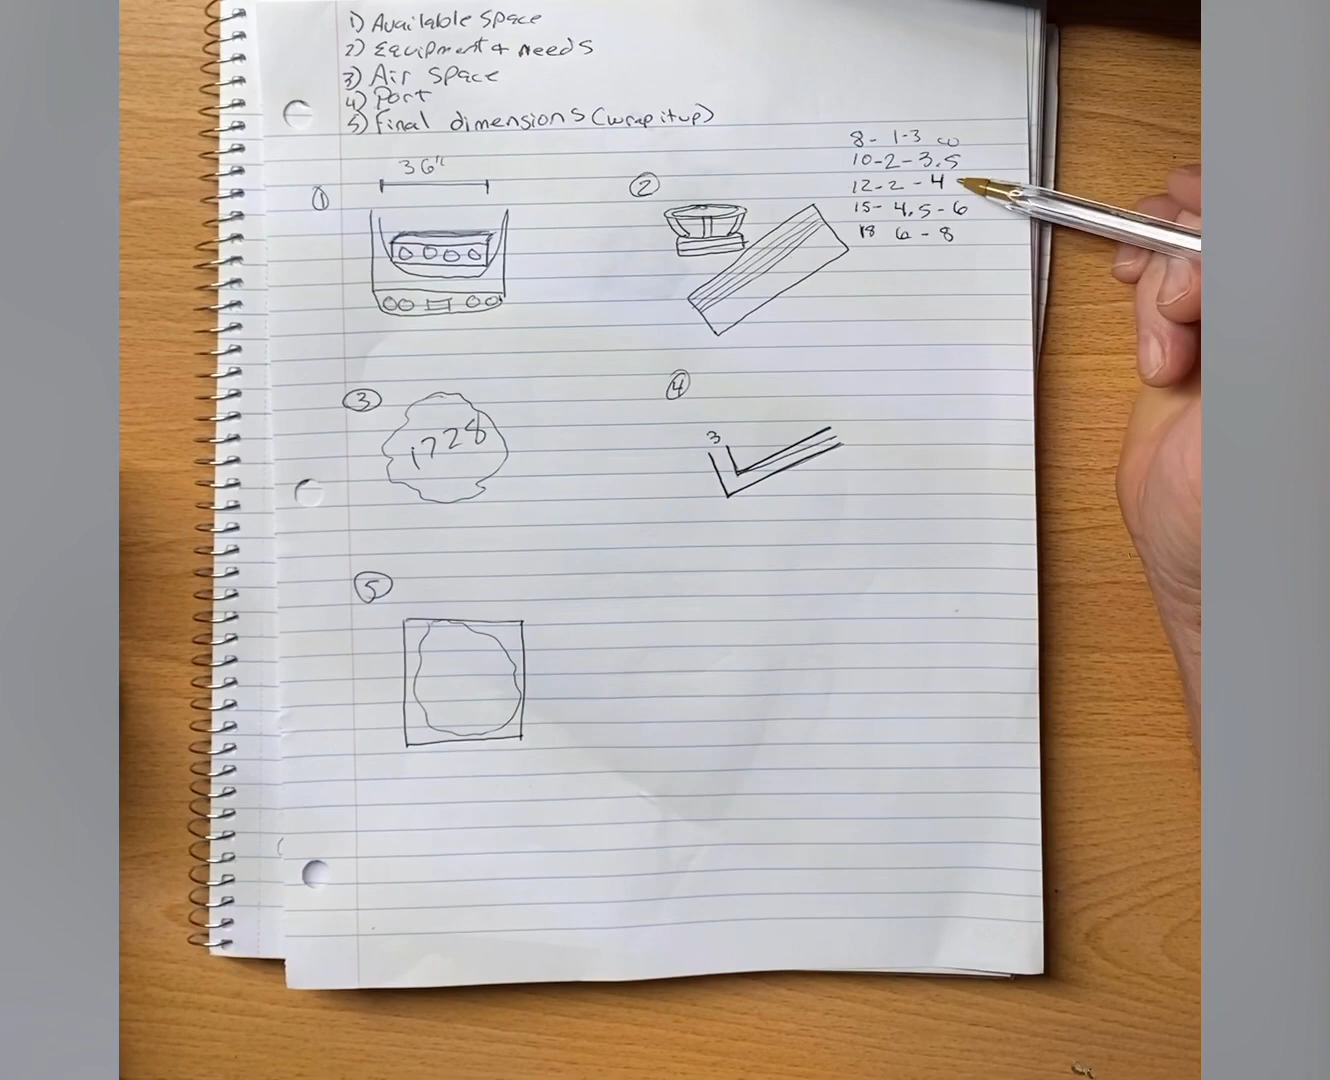 1) Available Space
2) Equipment + needs
3) Air Space
4) Port
5) Final dimensions (wrap it up)
8- 1-3
10-2-3.5
12-2-4
15- 4.5-6
18 6-8
36"
1
2
3
1728
4
3
5